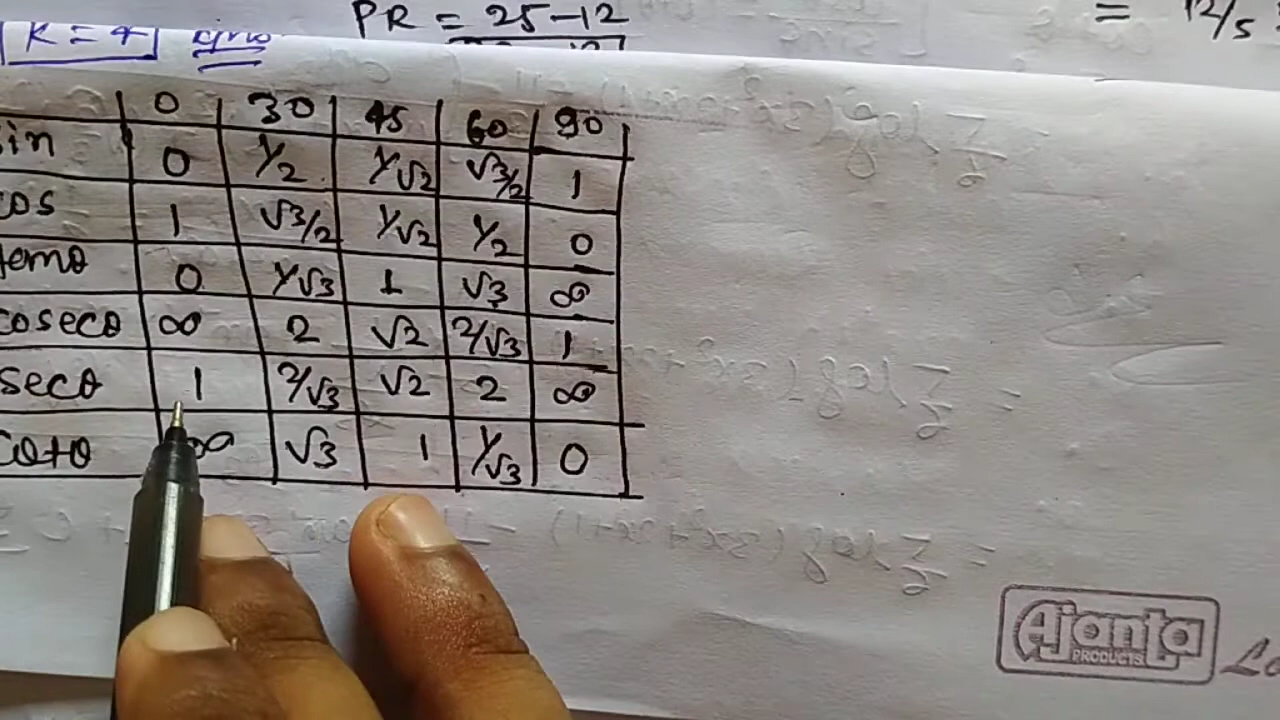 PR = 25-12
= 12/5
K = 4
0 30 45 60 90
sin 0 1/2 1/√2 √3/2 1
cos 1 √3/2 1/√2 1/2 0
tanθ 0 1/√3 1 √3 ∞
cosecθ ∞ 2 √2 2/√3 1
secθ 1 2/√3 √2 2 ∞
cotθ ∞ √3 1 1/√3 0
Ajanta
PRODUCTS